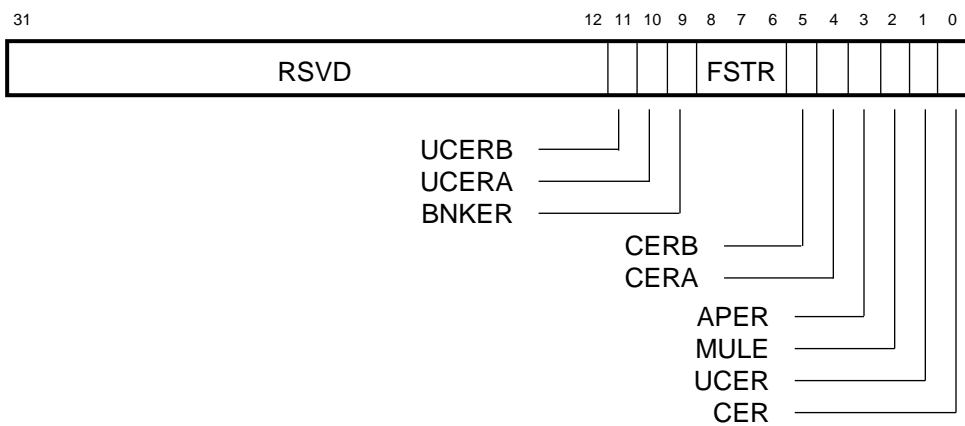 31 12 11 10 9 8 7 6 5 4 3 2 1 0
RSVD FSTR
UCERB
UCERA
BNKER
CERB
CERA
APER
MULE
UCER
CER